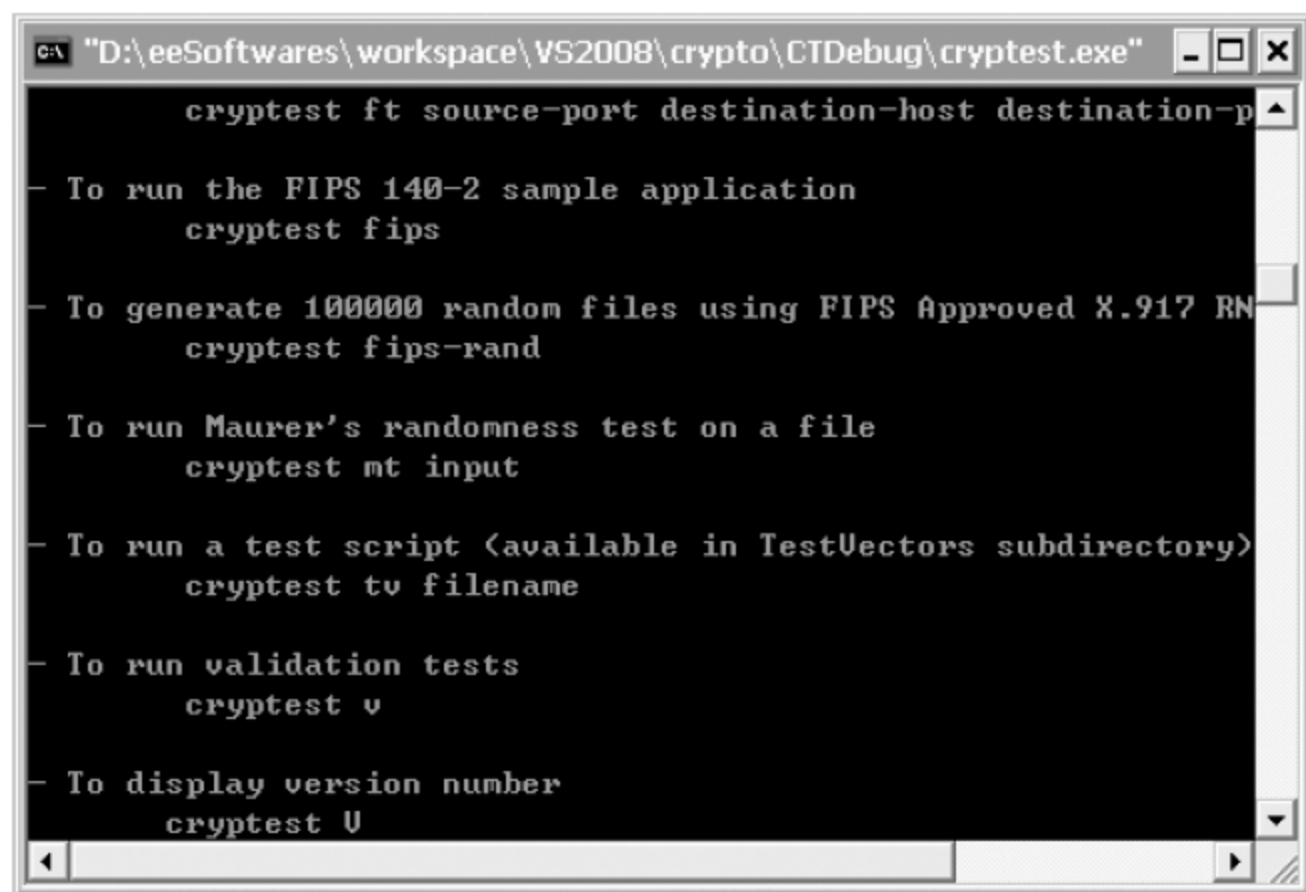 "D:\eeSoftwares\workspace\VS2008\crypto\CTDebug\cryptest.exe"
cryptest ft source-port destination-host destination-p
- To run the FIPS 140-2 sample application
cryptest fips
- To generate 100000 random files using FIPS Approved X.917 RN
cryptest fips-rand
- To run Maurer's randomness test on a file
cryptest mt input
- To run a test script (available in TestVectors subdirectory)
cryptest tv filename
- To run validation tests
cryptest v
- To display version number
cryptest V